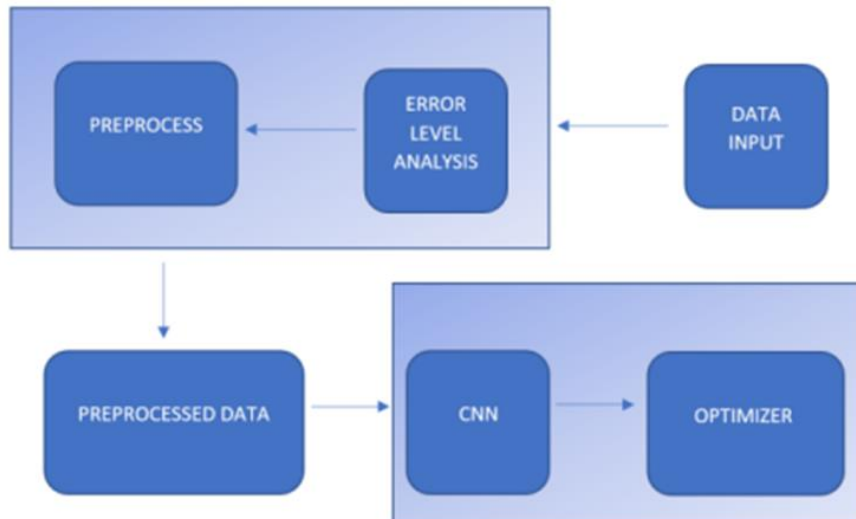 PREPROCESS
ERROR
LEVEL
ANALYSIS
DATA
INPUT
PREPROCESSED DATA
CNN
OPTIMIZER